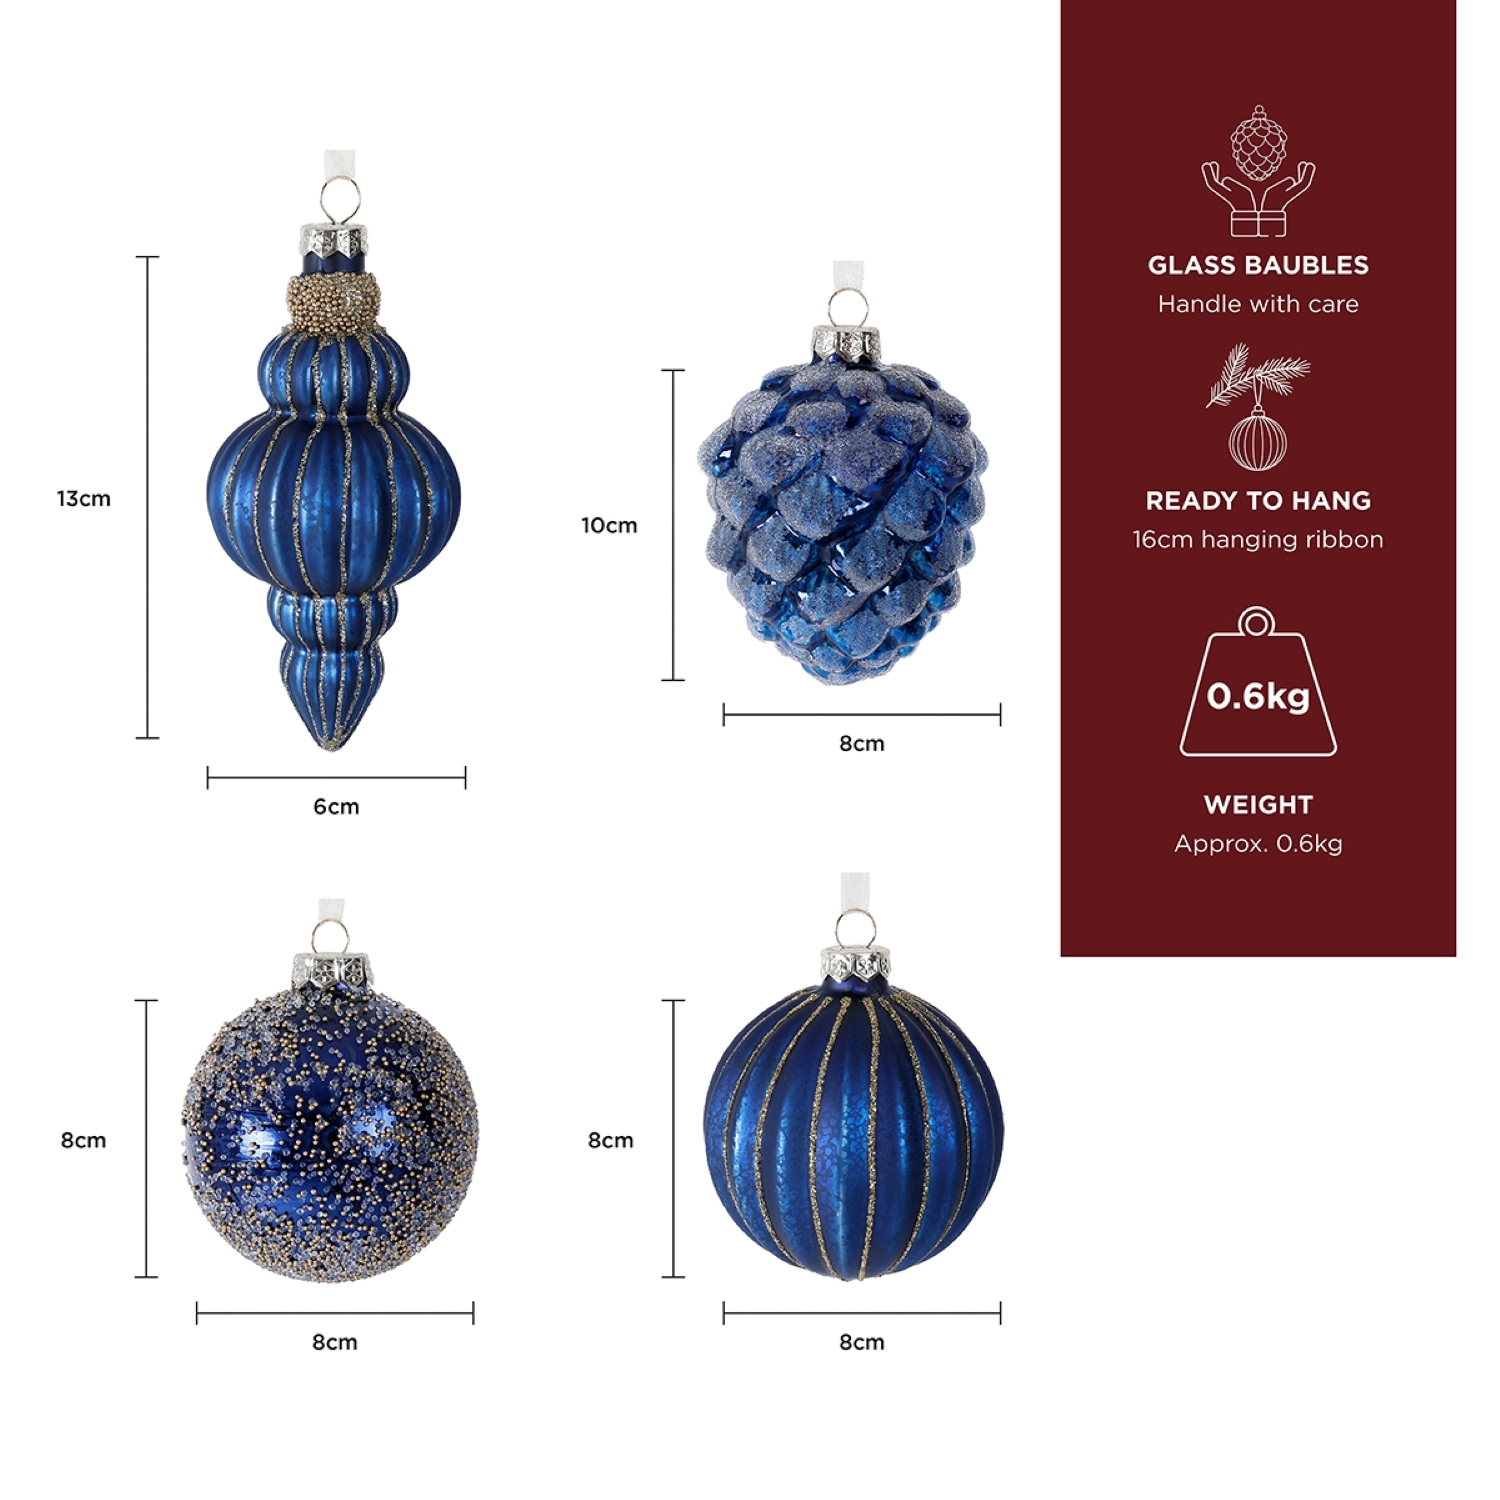 13cm
6cm
10cm
8cm
8cm
8cm
8cm
8cm
GLASS BAUBLES
Handle with care
READY TO HANG
16cm hanging ribbon
0.6kg
WEIGHT
Approx. 0.6kg